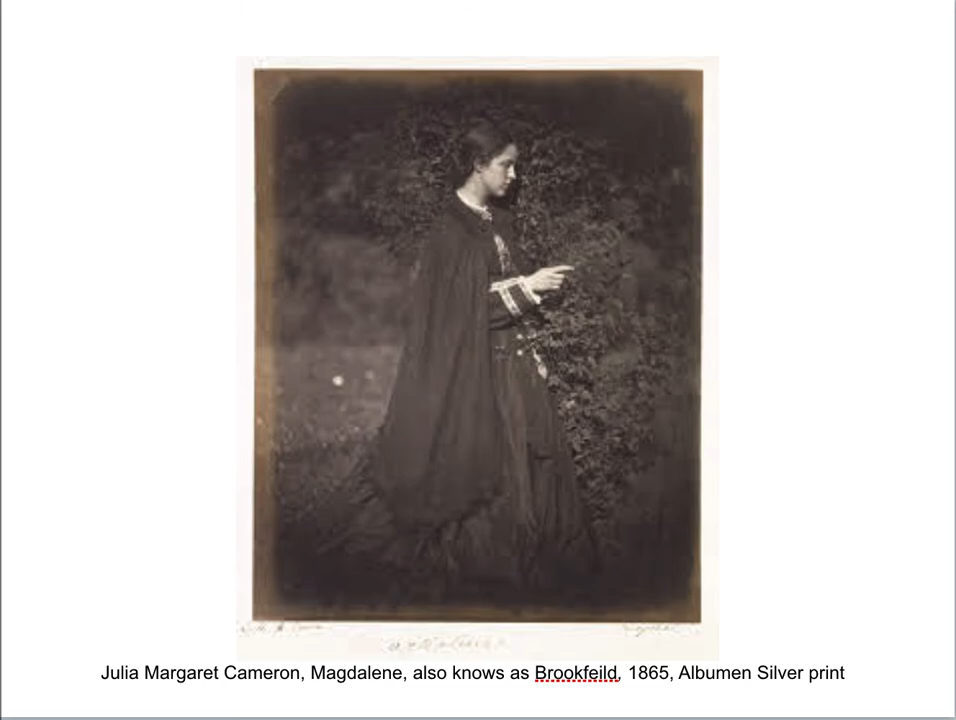 Julia Margaret Cameron, Magdalene, also knows as Brookfeild, 1865, Albumen Silver print